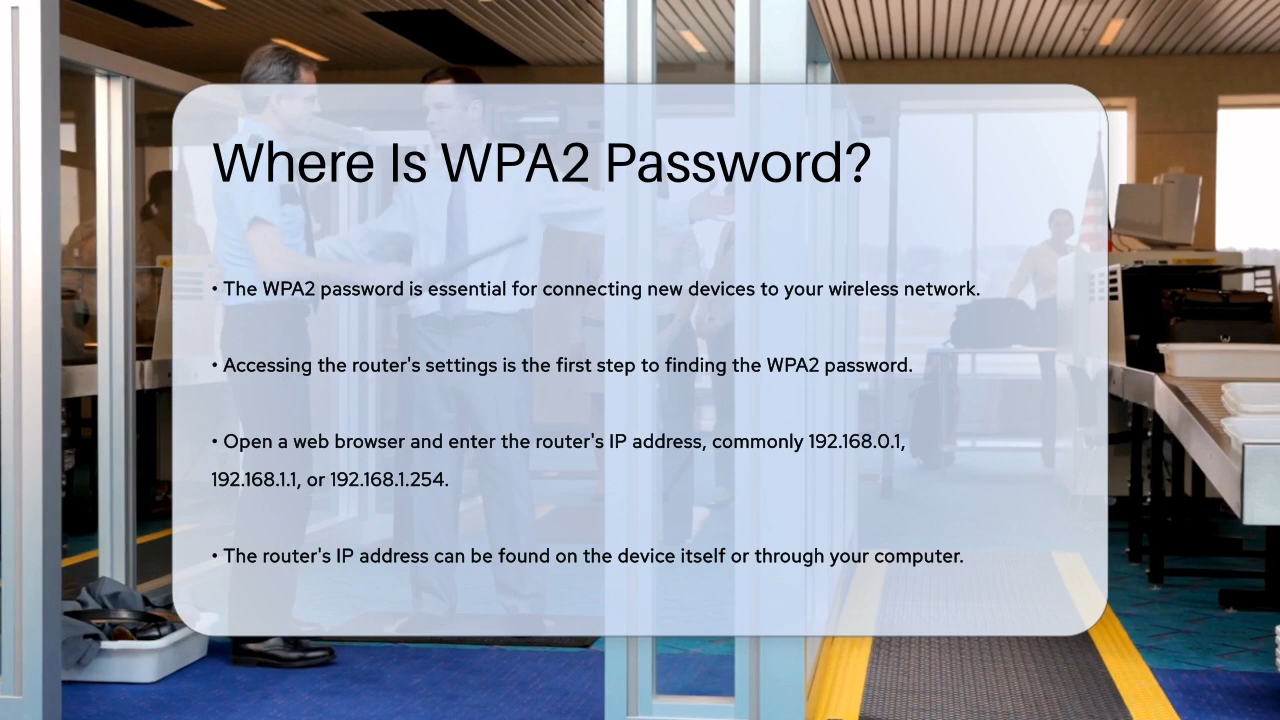 Where Is WPA2 Password?
• The WPA2 password is essential for connecting new devices to your wireless network.
• Accessing the router's settings is the first step to finding the WPA2 password.
• Open a web browser and enter the router's IP address, commonly 192.168.0.1,
192.168.1.1, or 192.168.1.254.
• The router's IP address can be found on the device itself or through your computer.